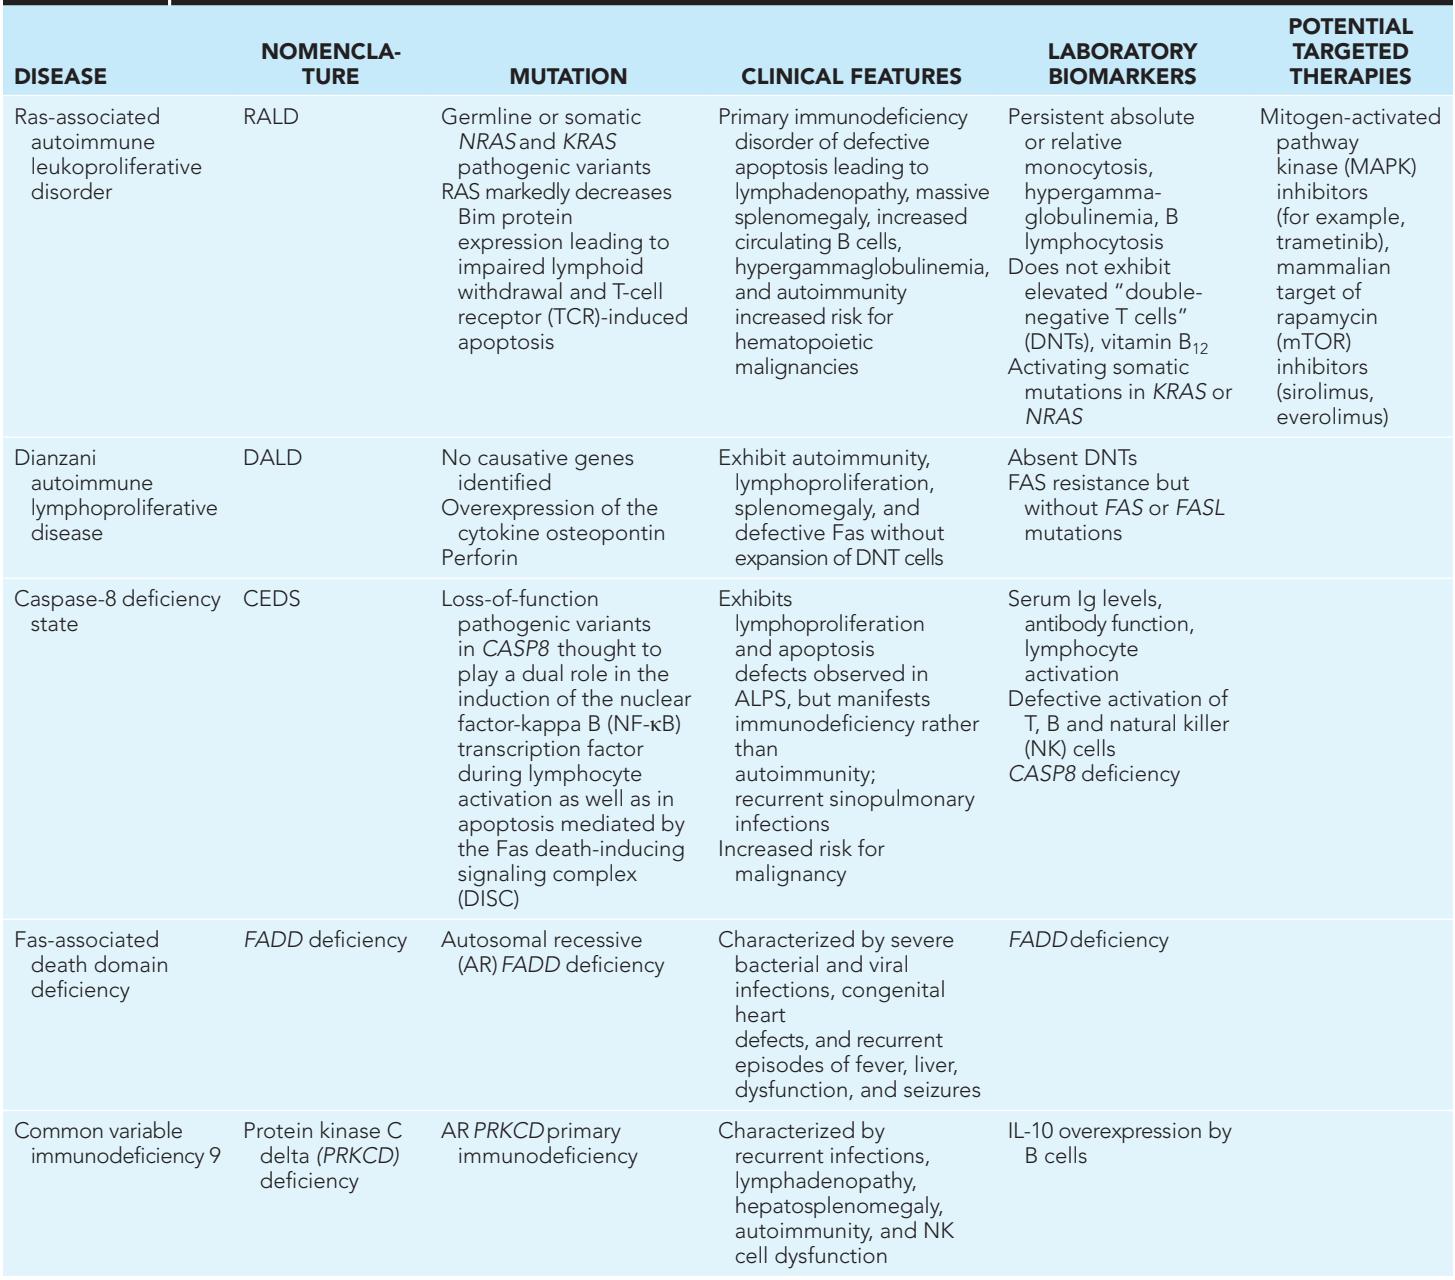 DISEASE
NOMENCLA-
TURE
MUTATION
CLINICAL FEATURES
LABORATORY
BIOMARKERS
POTENTIAL
TARGETED
THERAPIES
Ras-associated
autoimmune
leukoproliferative
disorder
RALD
Germline or somatic
NRAS and KRAS
pathogenic variants
RAS markedly decreases
Bim protein
expression leading to
impaired lymphoid
withdrawal and T-cell
receptor (TCR)-induced
apoptosis
Primary immunodeficiency
disorder of defective
apoptosis leading to
lymphadenopathy, massive
splenomegaly, increased
circulating B cells,
hypergammaglobulinemia,
and autoimmunity
increased risk for
hematopoietic
malignancies
Persistent absolute
or relative
monocytosis,
hypergamma-
globulinemia, B
lymphocytosis
Does not exhibit
elevated "double-
negative T cells"
(DNTs), vitamin B12
Activating somatic
mutations in KRAS or
NRAS
Mitogen-activated
pathway
kinase (MAPK)
inhibitors
(for example,
trametinib),
mammalian
target of
rapamycin
(mTOR)
inhibitors
(sirolimus,
everolimus)
Dianzani
autoimmune
lymphoproliferative
disease
DALD
No causative genes
identified
Overexpression of the
cytokine osteopontin
Perforin
Exhibit autoimmunity,
lymphoproliferation,
splenomegaly, and
defective Fas without
expansion of DNT cells
Absent DNTs
FAS resistance but
without FAS or FASL
mutations
Caspase-8 deficiency
state
CEDS
Loss-of-function
pathogenic variants
in CASP8 thought to
play a dual role in the
induction of the nuclear
factor-kappa B (NF-κB)
transcription factor
during lymphocyte
activation as well as in
apoptosis mediated by
the Fas death-inducing
signaling complex
(DISC)
Exhibits
lymphoproliferation
and apoptosis
defects observed in
ALPS, but manifests
immunodeficiency rather
than
autoimmunity;
recurrent sinopulmonary
infections
Increased risk for
malignancy
Serum Ig levels,
antibody function,
lymphocyte
activation
Defective activation of
T, B and natural killer
(NK) cells
CASP8 deficiency
Fas-associated
death domain
deficiency
FADD deficiency
Autosomal recessive
(AR) FADD deficiency
Characterized by severe
bacterial and viral
infections, congenital
heart
defects, and recurrent
episodes of fever, liver,
dysfunction, and seizures
FADD deficiency
Common variable
immunodeficiency 9
Protein kinase C
delta (PRKCD)
deficiency
AR PRKCD primary
immunodeficiency
Characterized by
recurrent infections,
lymphadenopathy,
hepatosplenomegaly,
autoimmunity, and NK
cell dysfunction
IL-10 overexpression by
B cells